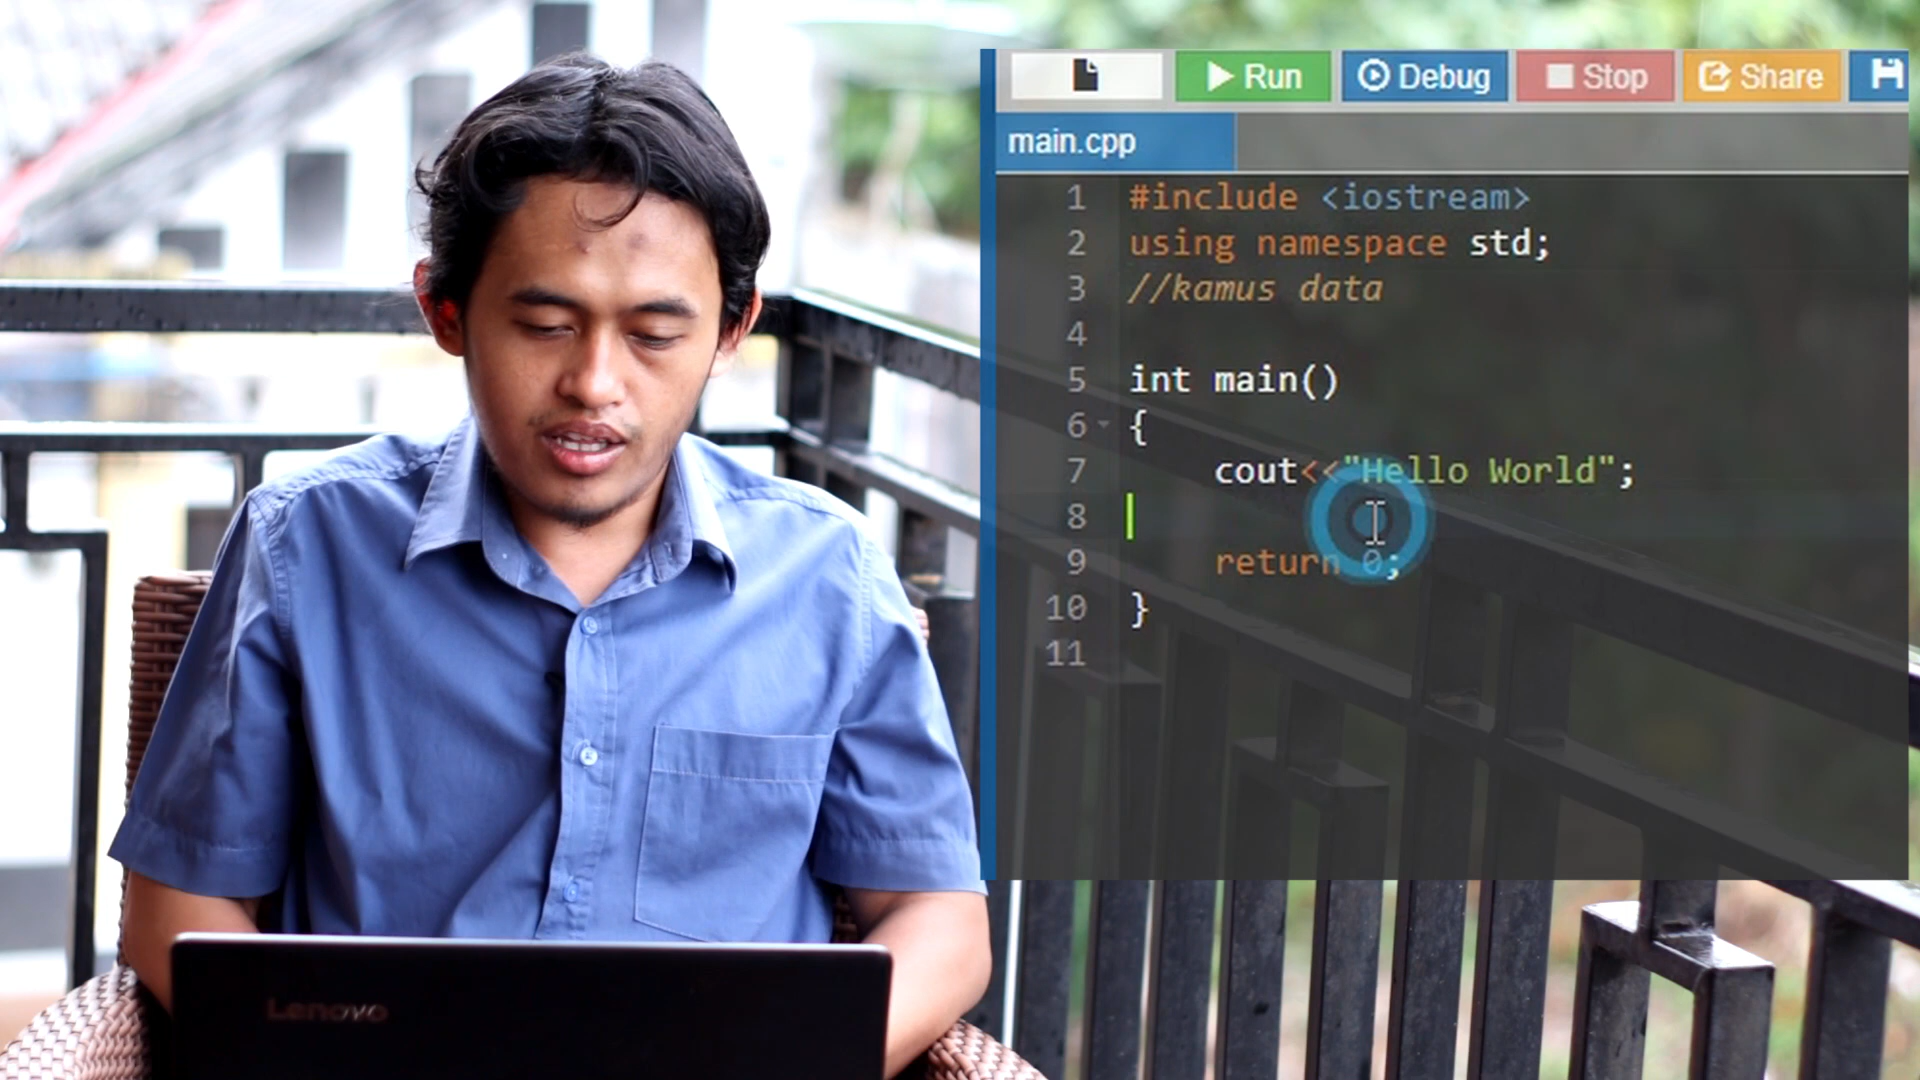 Run Debug Stop Share
main.cpp
1 #include <iostream>
2 using namespace std;
3 //kamus data
4
5 int main()
6 {
7 cout<<"Hello World";
8
9 return 0;
10 }
11
Lenovo